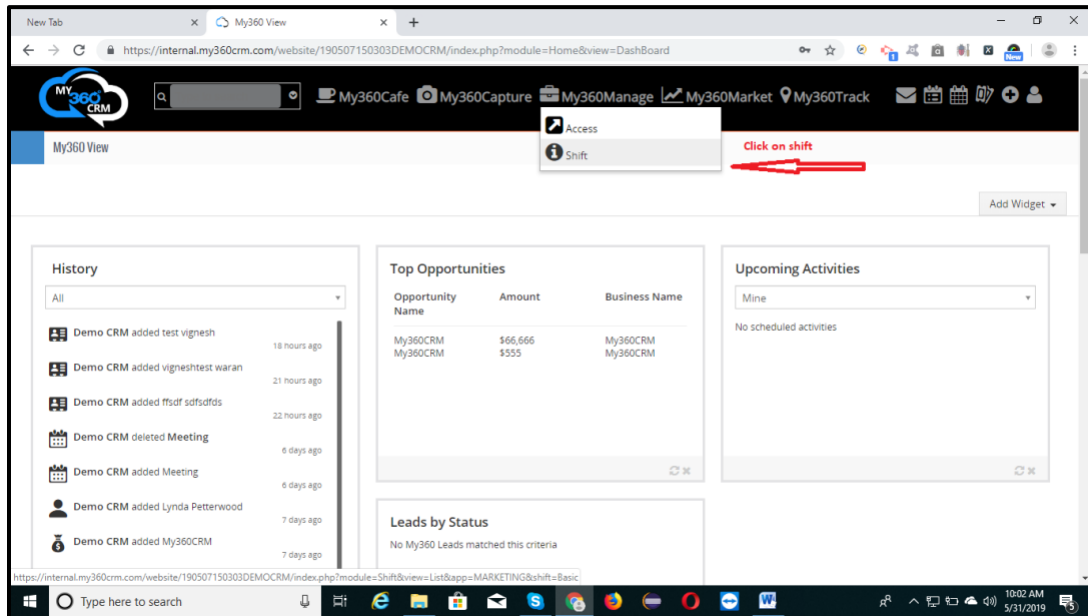 New Tab
My360 View
https://internal.my360crm.com/website/190507150303DEMOCRM/index.php?module=Home&view=DashBoard
New
MY 360° CRM
My360Cafe My360Capture My360Manage My360Market My360Track
Access
Shift
Click on shift
My360 View
Add Widget
History
All
Demo CRM added test vignesh
18 hours ago
Demo CRM added vigneshtest waran
21 hours ago
Demo CRM added ffsdf sdfsdfds
22 hours ago
Demo CRM deleted Meeting
6 days ago
Demo CRM added Meeting
6 days ago
Demo CRM added Lynda Petterwood
7 days ago
Demo CRM added My360CRM
7 days ago
Top Opportunities
Opportunity Name Amount Business Name
My360CRM $66,666 My360CRM
My360CRM $555 My360CRM
Leads by Status
No My360 Leads matched this criteria
Upcoming Activities
Mine
No scheduled activities
https://internal.my360crm.com/website/190507150303DEMOCRM/index.php?module=Shift&view=List&app=MARKETING&shift=Basic
Type here to search
10:02 AM
5/31/2019